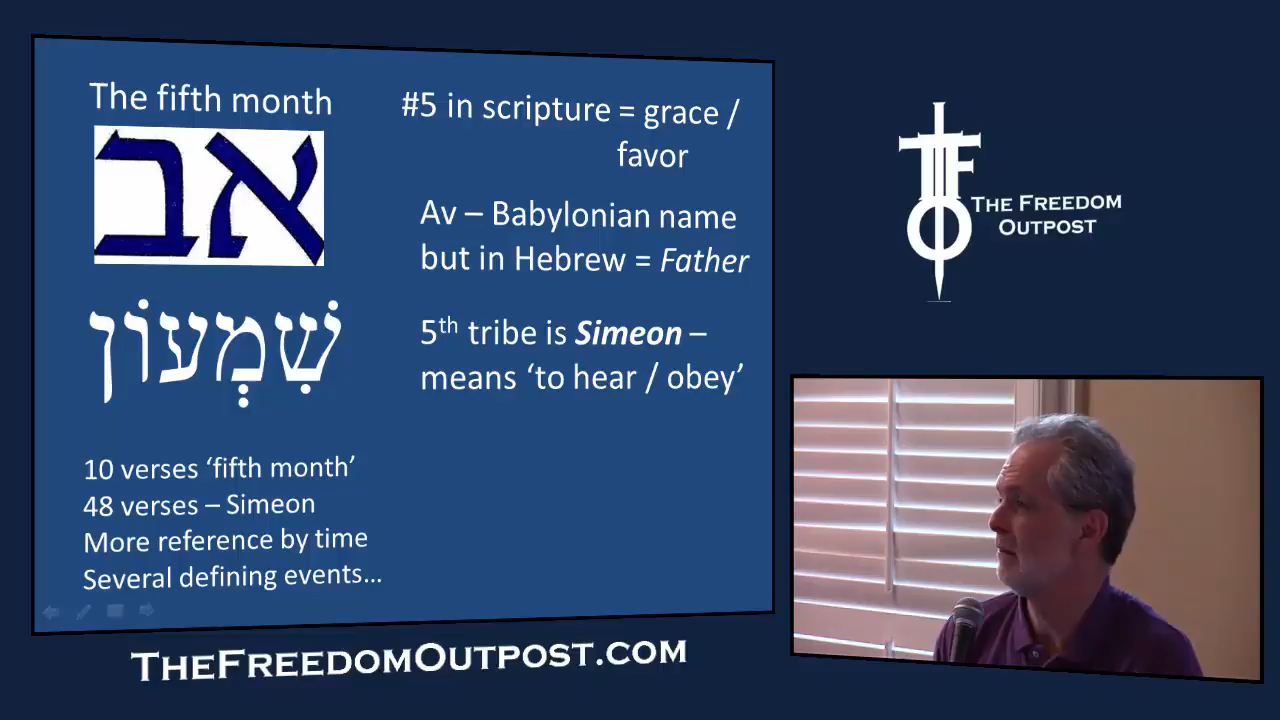 The fifth month
אב
שִׁמְעוֹן
10 verses ‘fifth month’
48 verses – Simeon
More reference by time
Several defining events...
#5 in scripture = grace /
favor
Av – Babylonian name
but in Hebrew = Father
5th tribe is Simeon –
means ‘to hear / obey’
TF
O
THE FREEDOM
OUTPOST
THEFREEDOMOUTPOST.COM